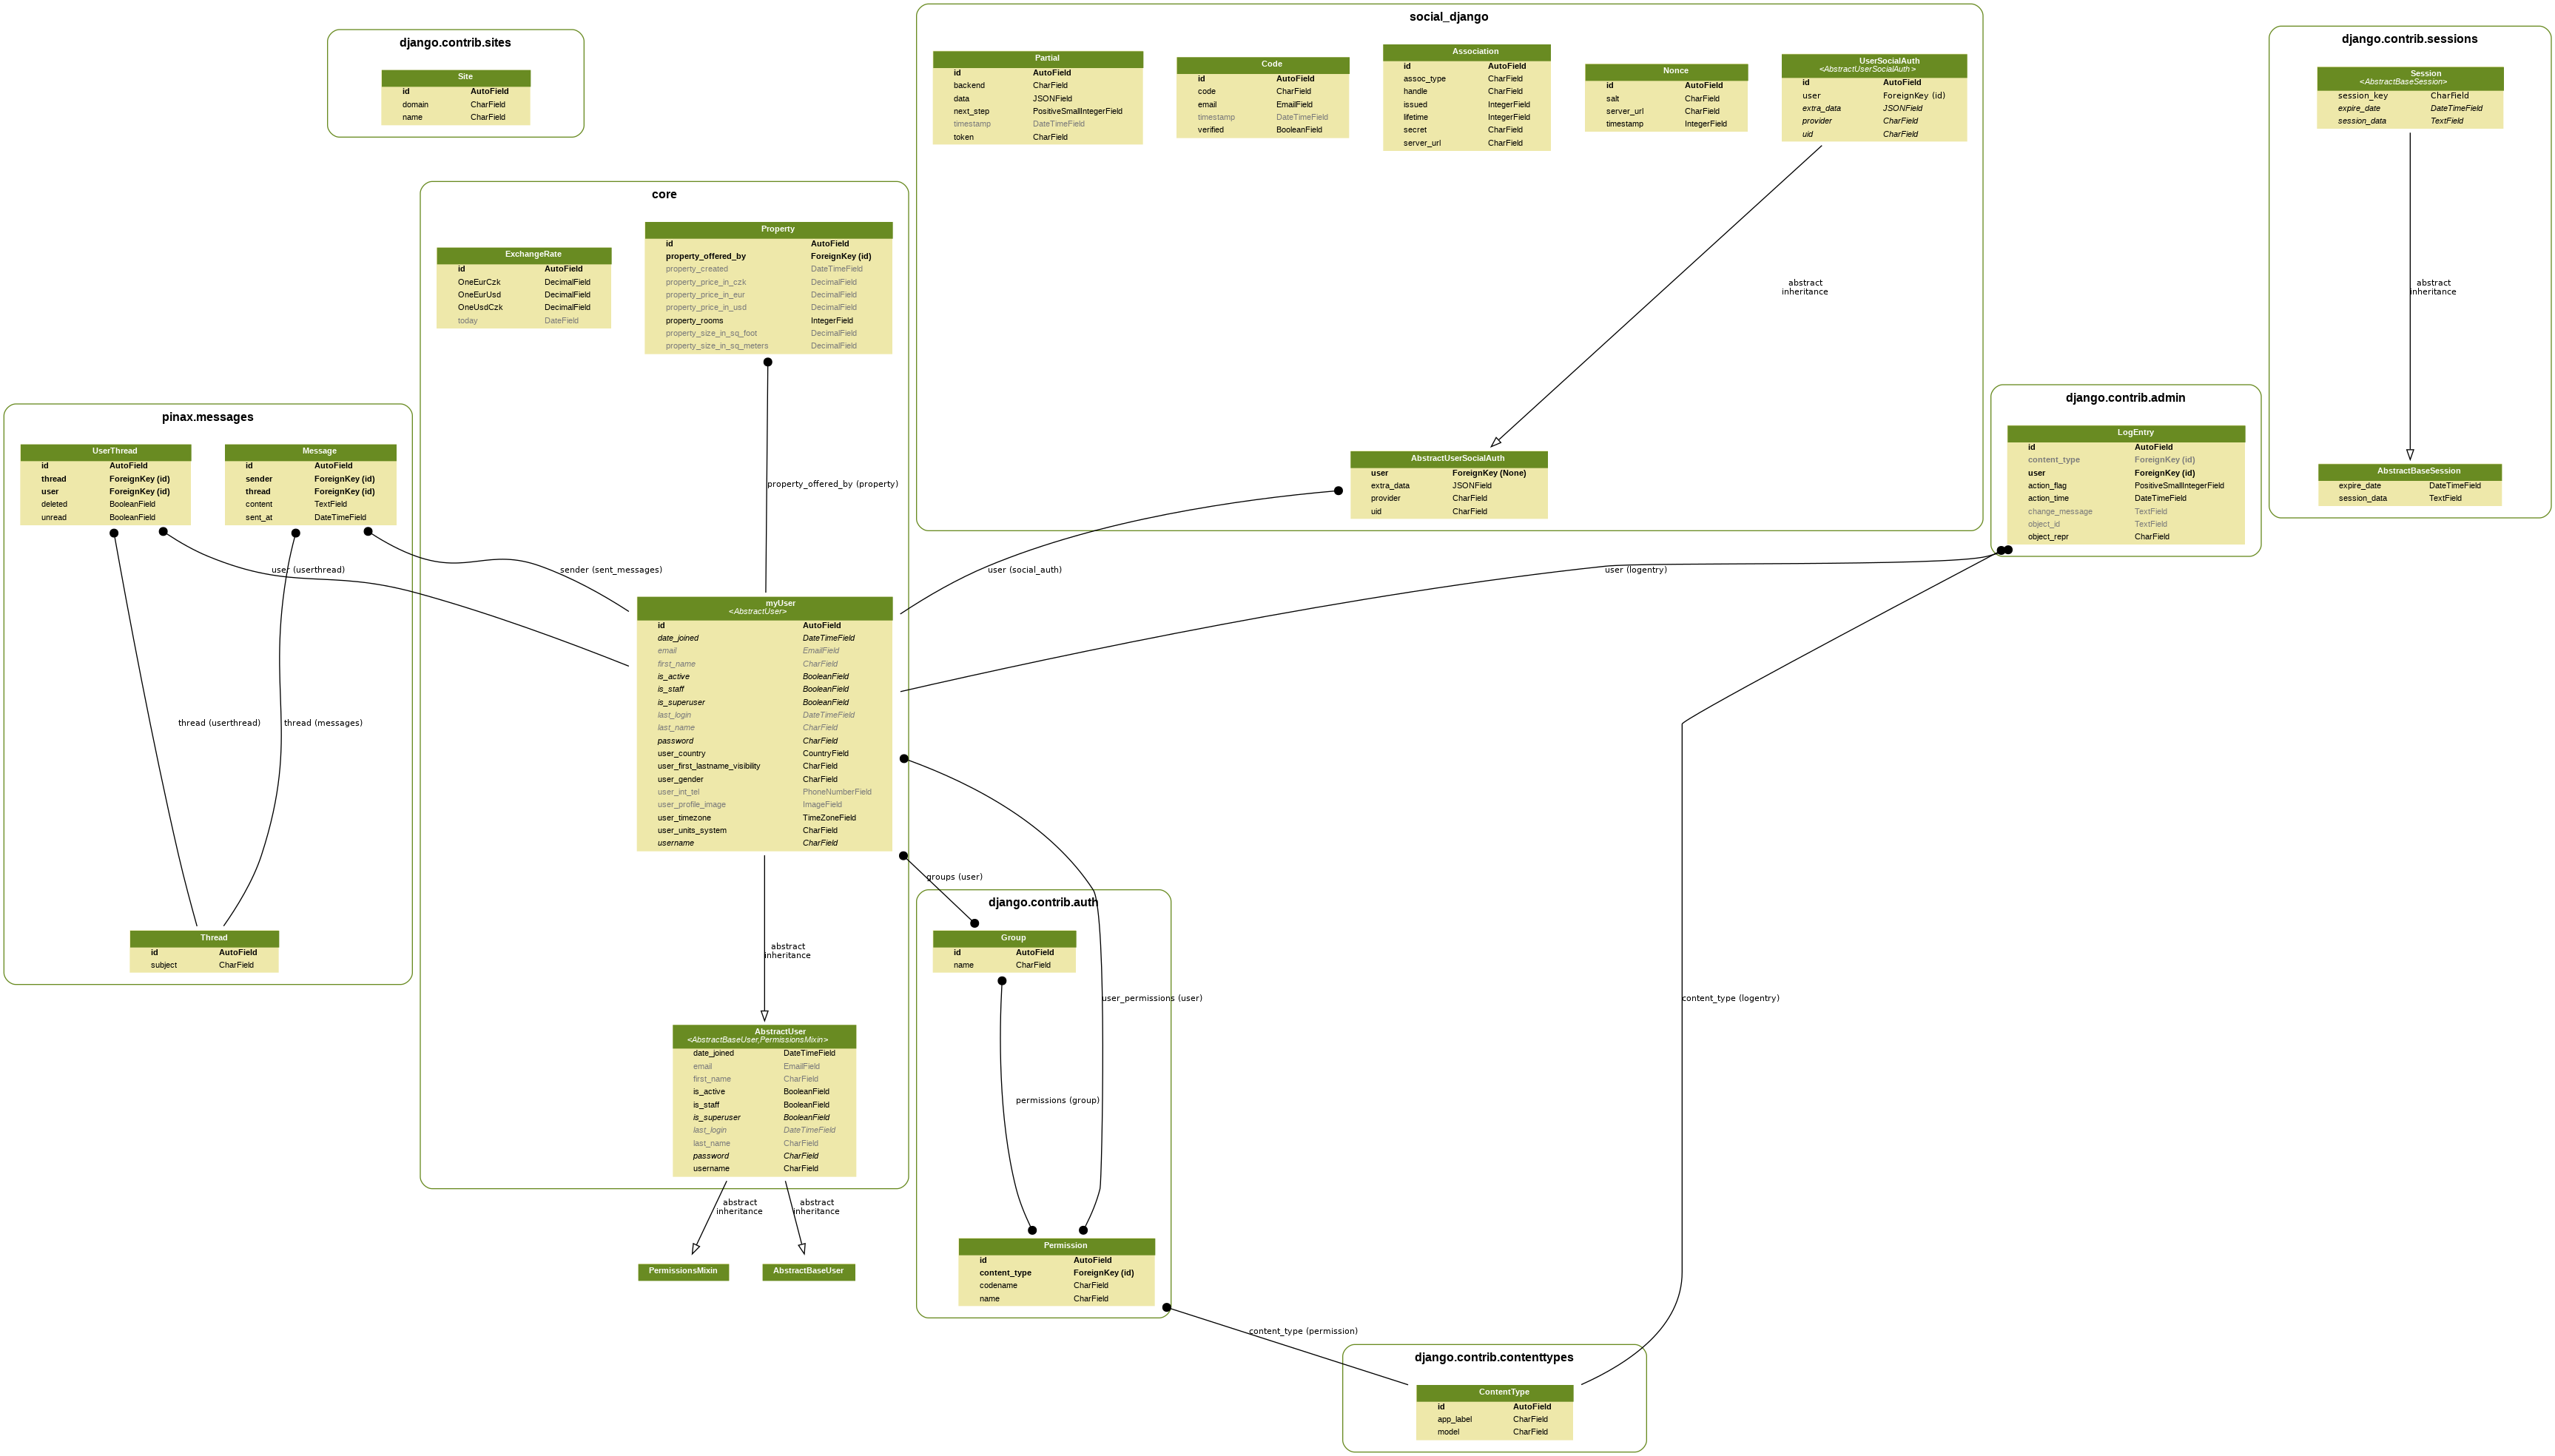 django.contrib.sites
Site
id AutoField
domain CharField
name CharField
social_django
Partial
id AutoField
backend CharField
data JSONField
next_step PositiveSmallIntegerField
timestamp DateTimeField
token CharField
Code
id AutoField
code CharField
email EmailField
timestamp DateTimeField
verified BooleanField
Association
id AutoField
assoc_type CharField
handle CharField
issued IntegerField
lifetime IntegerField
secret CharField
server_url CharField
Nonce
id AutoField
salt CharField
server_url CharField
timestamp IntegerField
UserSocialAuth
<AbstractUserSocialAuth>
id AutoField
user ForeignKey (id)
extra_data JSONField
provider CharField
uid CharField
abstract
inheritance
AbstractUserSocialAuth
user ForeignKey (None)
extra_data JSONField
provider CharField
uid CharField
django.contrib.sessions
Session
<AbstractBaseSession>
session_key CharField
expire_date DateTimeField
session_data TextField
abstract
inheritance
AbstractBaseSession
expire_date DateTimeField
session_data TextField
core
ExchangeRate
id AutoField
OneEurCzk DecimalField
OneEurUsd DecimalField
OneUsdCzk DecimalField
today DateField
Property
id AutoField
property_offered_by ForeignKey (id)
property_created DateTimeField
property_price_in_czk DecimalField
property_price_in_eur DecimalField
property_price_in_usd DecimalField
property_rooms IntegerField
property_size_in_sq_foot DecimalField
property_size_in_sq_meters DecimalField
property_offered_by (property)
django.contrib.admin
LogEntry
id AutoField
content_type ForeignKey (id)
user ForeignKey (id)
action_flag PositiveSmallIntegerField
action_time DateTimeField
change_message TextField
object_id TextField
object_repr CharField
pinax.messages
UserThread
id AutoField
thread ForeignKey (id)
user ForeignKey (id)
deleted BooleanField
unread BooleanField
Message
id AutoField
sender ForeignKey (id)
thread ForeignKey (id)
content TextField
sent_at DateTimeField
user (userthread)
sender (sent_messages)
user (social_auth)
user (logentry)
thread (userthread)
thread (messages)
Thread
id AutoField
subject CharField
myUser
<AbstractUser>
id AutoField
date_joined DateTimeField
email EmailField
first_name CharField
is_active BooleanField
is_staff BooleanField
is_superuser BooleanField
last_login DateTimeField
last_name CharField
password CharField
user_country CountryField
user_first_lastname_visibility CharField
user_gender CharField
user_int_tel PhoneNumberField
user_profile_image ImageField
user_timezone TimeZoneField
user_units_system CharField
username CharField
groups (user)
abstract
inheritance
AbstractUser
<AbstractBaseUser,PermissionsMixin>
date_joined DateTimeField
email EmailField
first_name CharField
is_active BooleanField
is_staff BooleanField
is_superuser BooleanField
last_login DateTimeField
last_name CharField
password CharField
username CharField
abstract
inheritance
abstract
inheritance
PermissionsMixin
AbstractBaseUser
django.contrib.auth
Group
id AutoField
name CharField
user_permissions (user)
content_type (logentry)
permissions (group)
Permission
id AutoField
content_type ForeignKey (id)
codename CharField
name CharField
content_type (permission)
django.contrib.contenttypes
ContentType
id AutoField
app_label CharField
model CharField